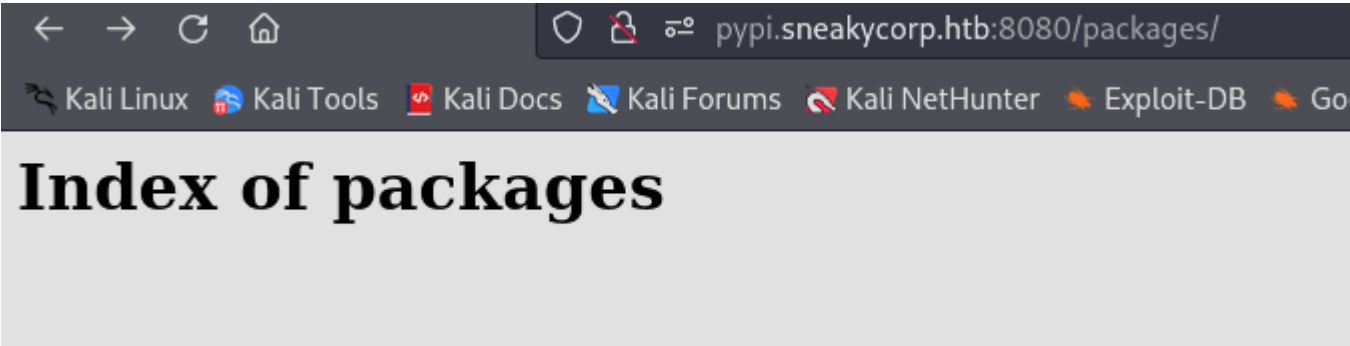 pypi.sneakycorp.htb:8080/packages/
Kali Linux Kali Tools Kali Docs Kali Forums Kali NetHunter Exploit-DB Go
Index of packages